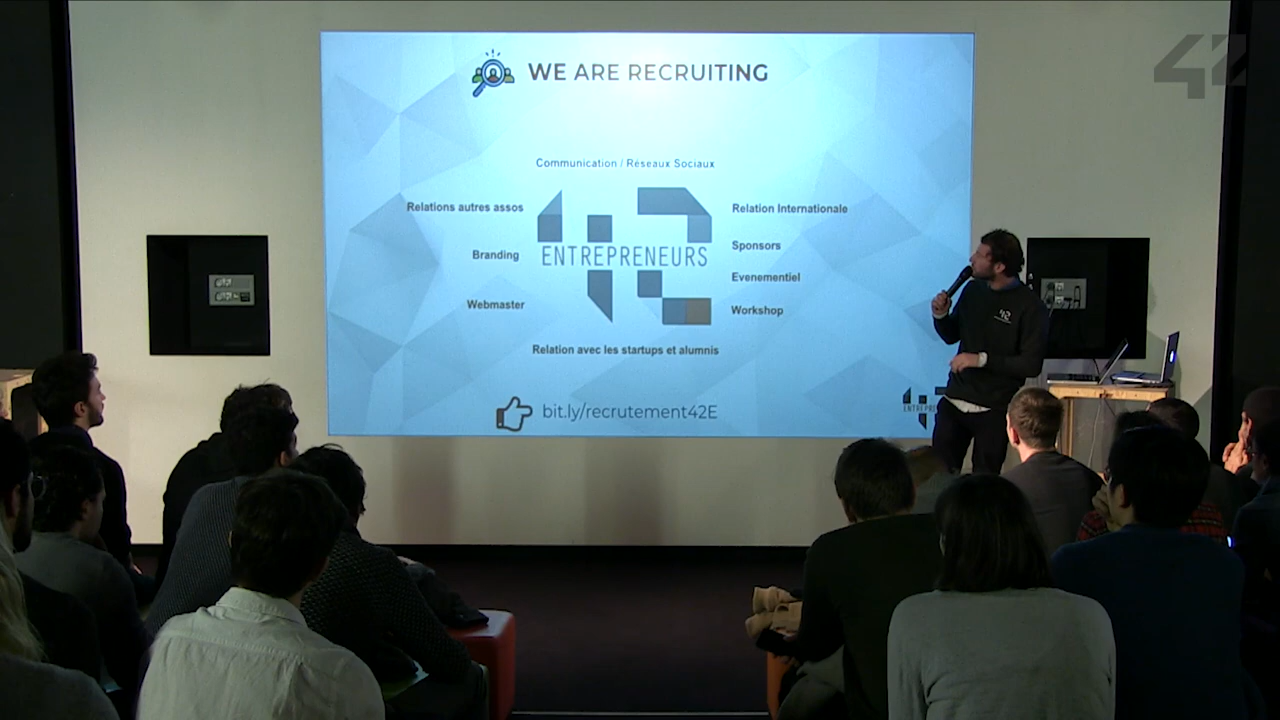 42
WE ARE RECRUITING
Communication / Réseaux Sociaux
Relations autres assos
Relation Internationale
ENTREPRENEURS
Sponsors
Branding
Evenementiel
Webmaster
Workshop
Relation avec les startups et alumnis
bit.ly/recrutement42E
42